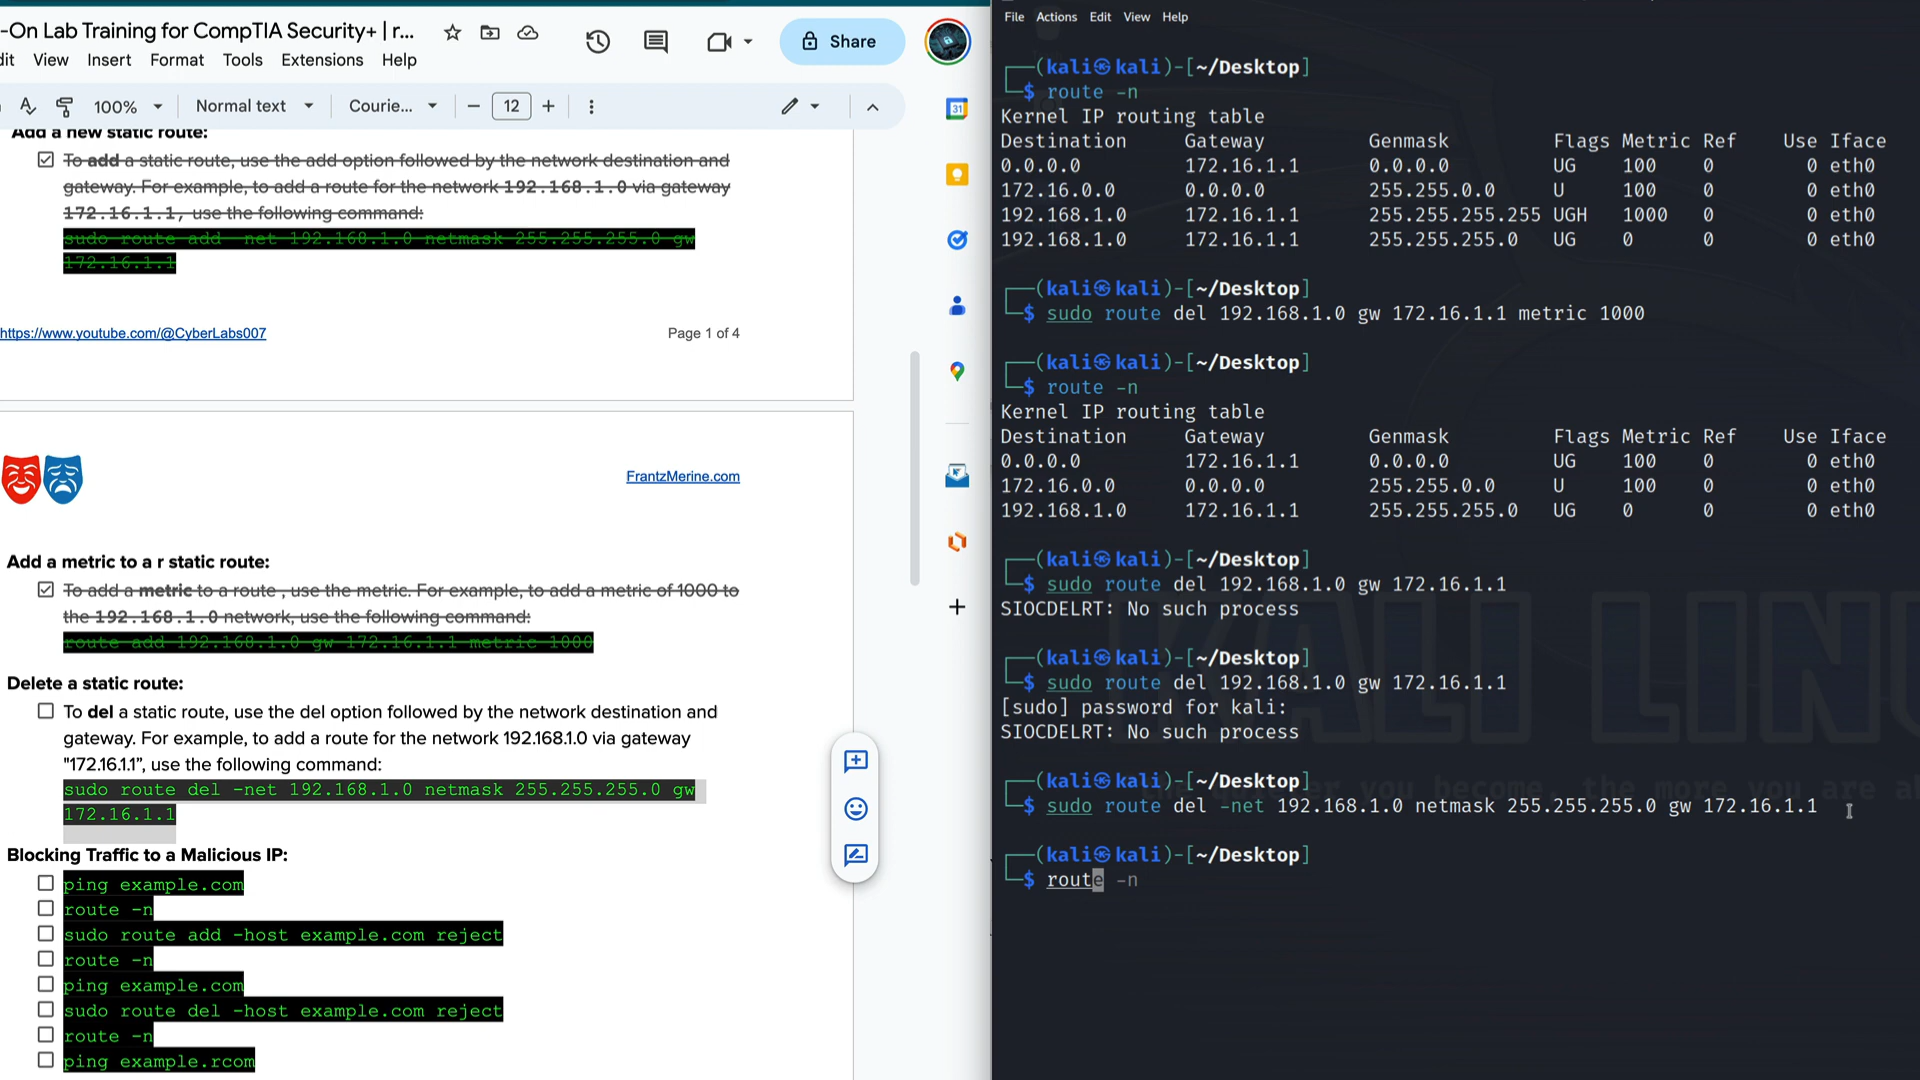 -On Lab Training for CompTIA Security+ | r...
Share
dit View Insert Format Tools Extensions Help
100% Normal text Courie... 12
Add a new static route:
To add a static route, use the add option followed by the network destination and
gateway. For example, to add a route for the network 192.168.1.0 via gateway
172.16.1.1, use the following command:
sudo route add -net 192.168.1.0 netmask 255.255.255.0 gw
172.16.1.1
https://www.youtube.com/@CyberLabs007 Page 1 of 4
FrantzMerine.com
Add a metric to a r static route:
To add a metric to a route , use the metric. For example, to add a metric of 1000 to
the 192.168.1.0 network, use the following command:
route add 192.168.1.0 gw 172.16.1.1 metric 1000
Delete a static route:
To del a static route, use the del option followed by the network destination and
gateway. For example, to add a route for the network 192.168.1.0 via gateway
"172.16.1.1”, use the following command:
sudo route del -net 192.168.1.0 netmask 255.255.255.0 gw
172.16.1.1
Blocking Traffic to a Malicious IP:
ping example.com
route -n
sudo route add -host example.com reject
route -n
ping example.com
sudo route del -host example.com reject
route -n
ping example.rcom
31
File Actions Edit View Help
(kali㉿kali)-[~/Desktop]
$ route -n
Kernel IP routing table
Destination Gateway Genmask Flags Metric Ref Use Iface
0.0.0.0 172.16.1.1 0.0.0.0 UG 100 0 0 eth0
172.16.0.0 0.0.0.0 255.255.0.0 U 100 0 0 eth0
192.168.1.0 172.16.1.1 255.255.255.255 UGH 1000 0 0 eth0
192.168.1.0 172.16.1.1 255.255.255.0 UG 0 0 0 eth0
(kali㉿kali)-[~/Desktop]
$ sudo route del 192.168.1.0 gw 172.16.1.1 metric 1000
(kali㉿kali)-[~/Desktop]
$ route -n
Kernel IP routing table
Destination Gateway Genmask Flags Metric Ref Use Iface
0.0.0.0 172.16.1.1 0.0.0.0 UG 100 0 0 eth0
172.16.0.0 0.0.0.0 255.255.0.0 U 100 0 0 eth0
192.168.1.0 172.16.1.1 255.255.255.0 UG 0 0 0 eth0
(kali㉿kali)-[~/Desktop]
$ sudo route del 192.168.1.0 gw 172.16.1.1
SIOCDELRT: No such process
(kali㉿kali)-[~/Desktop]
$ sudo route del 192.168.1.0 gw 172.16.1.1
[sudo] password for kali:
SIOCDELRT: No such process
(kali㉿kali)-[~/Desktop]
$ sudo route del -net 192.168.1.0 netmask 255.255.255.0 gw 172.16.1.1
(kali㉿kali)-[~/Desktop]
$ route -n
KALI LINU
you become, the more you are a